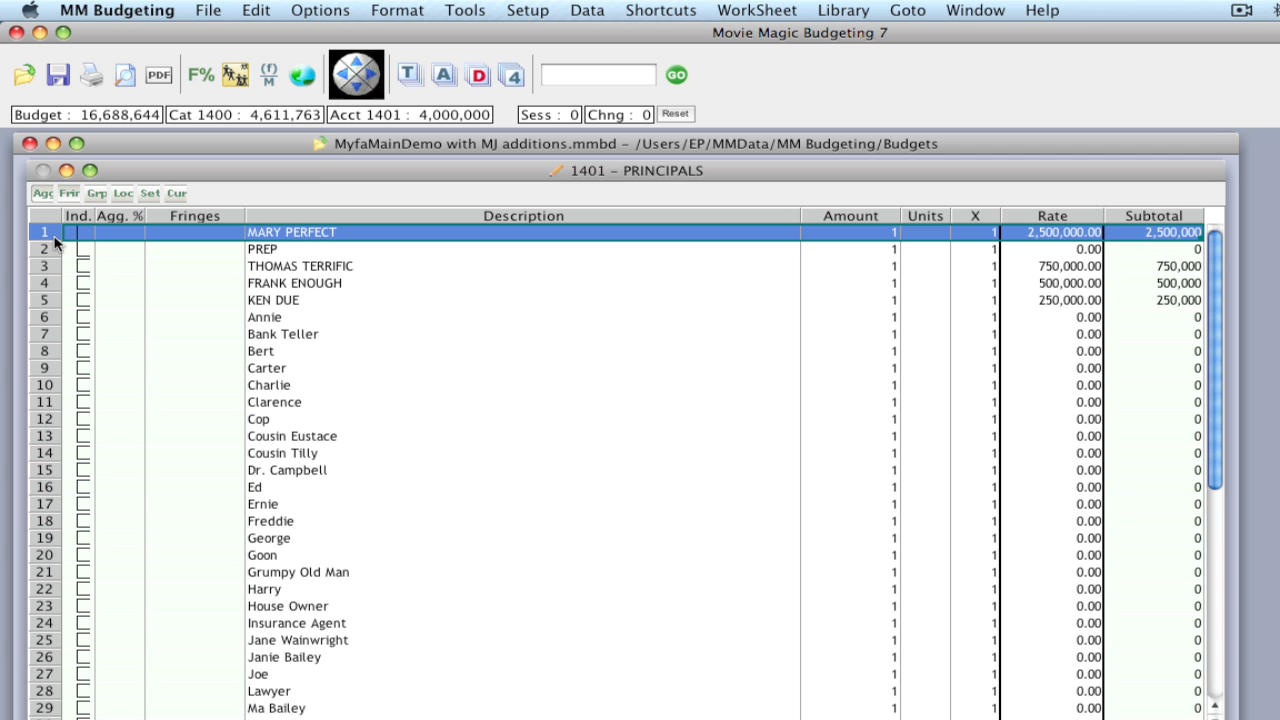 MM Budgeting File Edit Options Format Tools Setup Data Shortcuts WorkSheet Library Goto Window Help
Movie Magic Budgeting 7
PDF F% (f) M T A D 4 GO
Budget : 16,688,644 Cat 1400 : 4,611,763 Acct 1401 : 4,000,000 Sess : 0 Chng : 0 Reset
MyfaMainDemo with MJ additions.mmbd – /Users/EP/MMData/MM Budgeting/Budgets
1401 – PRINCIPALS
Agg Frin Grp Loc Set Cur
Ind. Agg. % Fringes Description Amount Units X Rate Subtotal
1 MARY PERFECT 1 1 2,500,000.00 2,500,000
2 PREP 1 1 0.00 0
3 THOMAS TERRIFIC 1 1 750,000.00 750,000
4 FRANK ENOUGH 1 1 500,000.00 500,000
5 KEN DUE 1 1 250,000.00 250,000
6 Annie 1 1 0.00 0
7 Bank Teller 1 1 0.00 0
8 Bert 1 1 0.00 0
9 Carter 1 1 0.00 0
10 Charlie 1 1 0.00 0
11 Clarence 1 1 0.00 0
12 Cop 1 1 0.00 0
13 Cousin Eustace 1 1 0.00 0
14 Cousin Tilly 1 1 0.00 0
15 Dr. Campbell 1 1 0.00 0
16 Ed 1 1 0.00 0
17 Ernie 1 1 0.00 0
18 Freddie 1 1 0.00 0
19 George 1 1 0.00 0
20 Goon 1 1 0.00 0
21 Grumpy Old Man 1 1 0.00 0
22 Harry 1 1 0.00 0
23 House Owner 1 1 0.00 0
24 Insurance Agent 1 1 0.00 0
25 Jane Wainwright 1 1 0.00 0
26 Janie Bailey 1 1 0.00 0
27 Joe 1 1 0.00 0
28 Lawyer 1 1 0.00 0
29 Ma Bailey 1 1 0.00 0